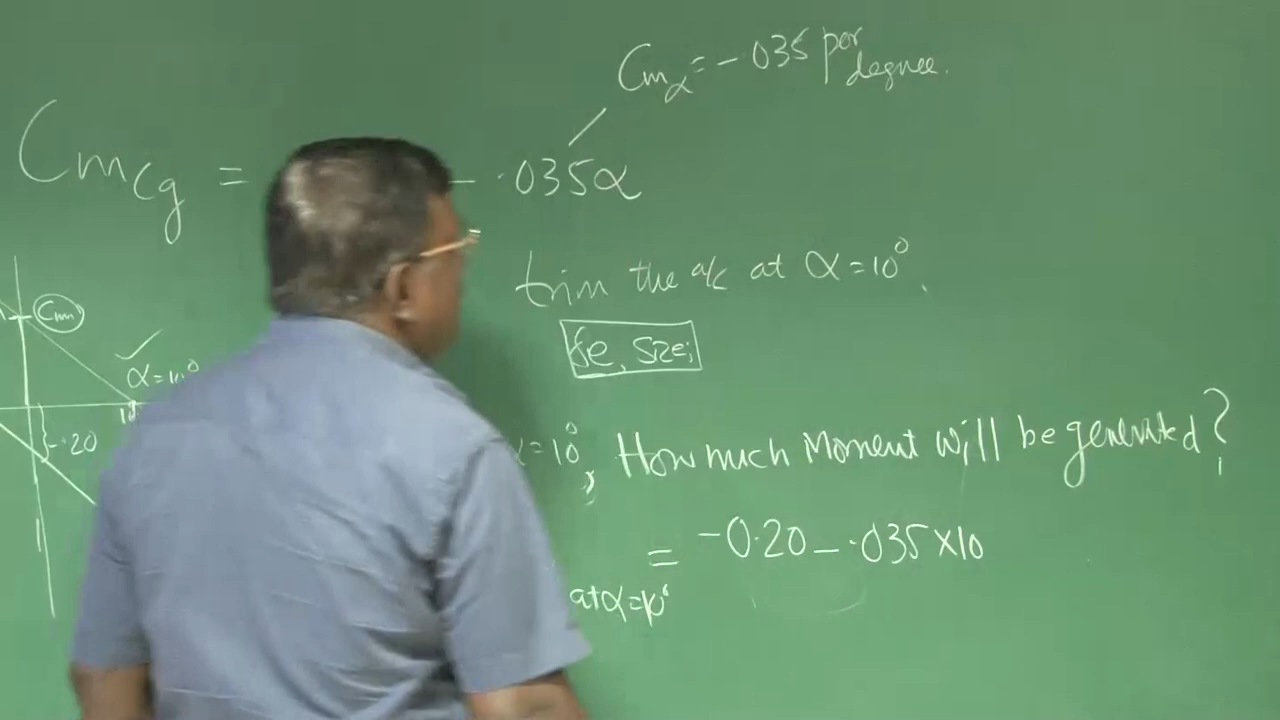 Cmα = -.035 per degree.
Cmcg = - .035α
trim the a/c at α = 10°.
δe, size;
Cm
α = 10°
10
-.20
α = 10°, How much Moment will be generated?
= -0.20 - .035 × 10
at α = 10°